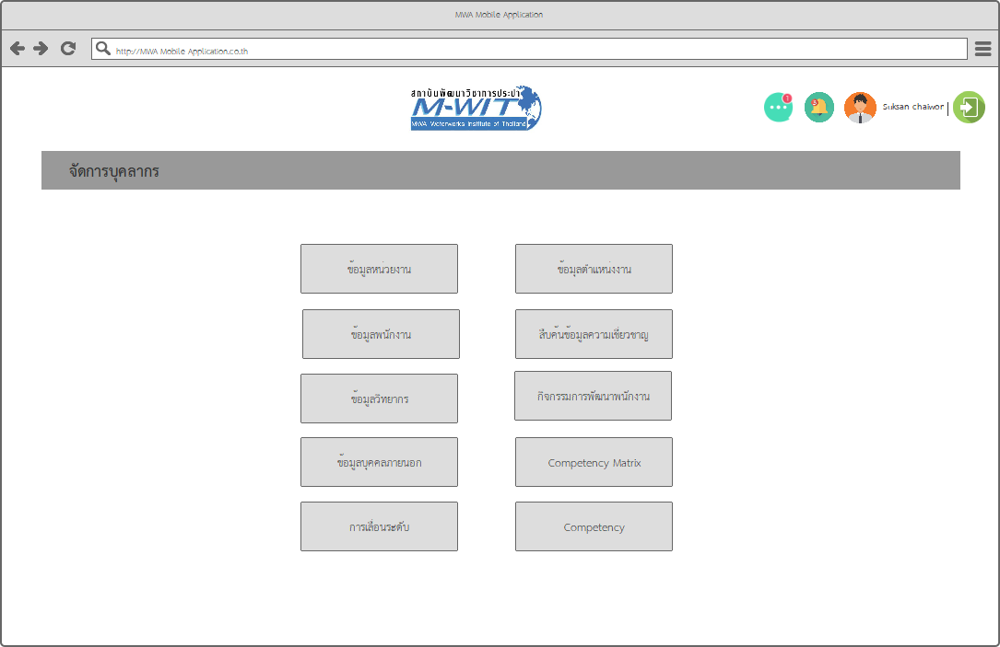 MWA Mobile Application
http://MWA Mobile Application.co.th
สถาบันพัฒนาวิชาการประปา
M-WIT
MWA Waterworks Institute of Thailand
1
3
Suksan chaiwon
จัดการบุคลากร
ข้อมูลหน่วยงาน
ข้อมูลตำแหน่งงาน
ข้อมูลพนักงาน
สืบค้นข้อมูลความเชี่ยวชาญ
ข้อมูลวิทยากร
กิจกรรมการพัฒนาพนักงาน
ข้อมูลบุคคลภายนอก
Competency Matrix
การเลื่อนระดับ
Competency